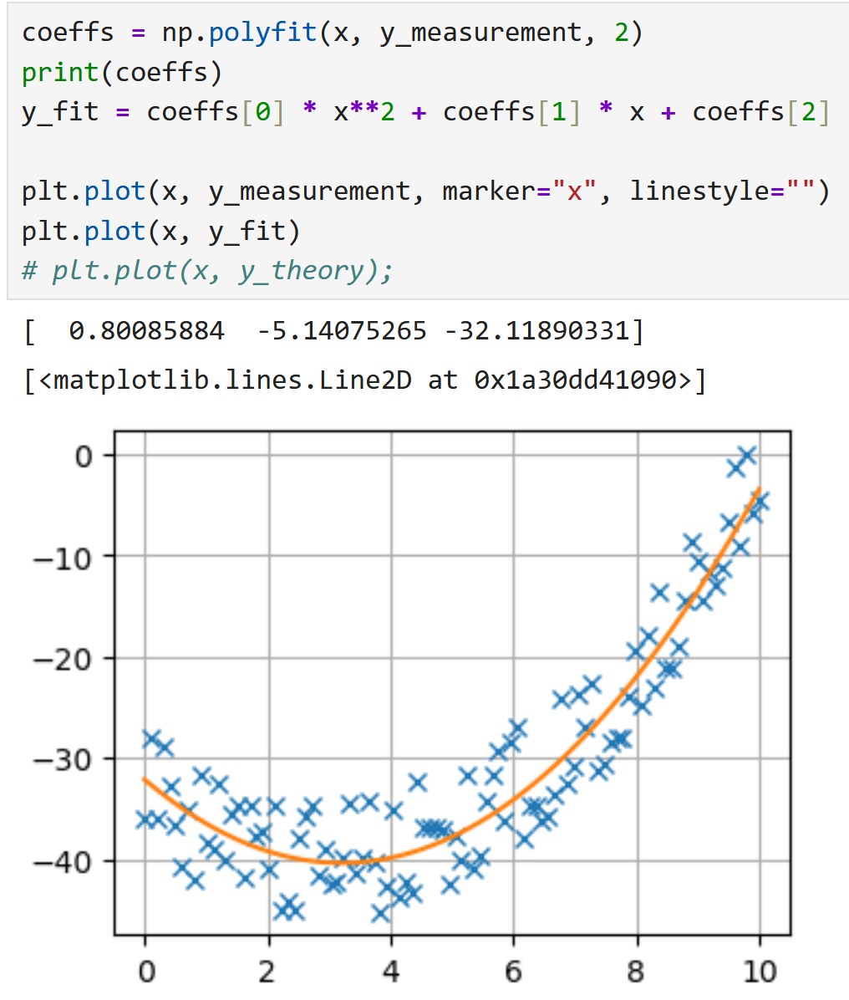 coeffs = np.polyfit(x, y_measurement, 2)
print(coeffs)
y_fit = coeffs[0] * x**2 + coeffs[1] * x + coeffs[2]
plt.plot(x, y_measurement, marker="x", linestyle="")
plt.plot(x, y_fit)
# plt.plot(x, y_theory);
[  0.80085884  -5.14075265 -32.11890331]
[<matplotlib.lines.Line2D at 0x1a30dd41090>]
0
−10
−20
−30
−40
0 2 4 6 8 10